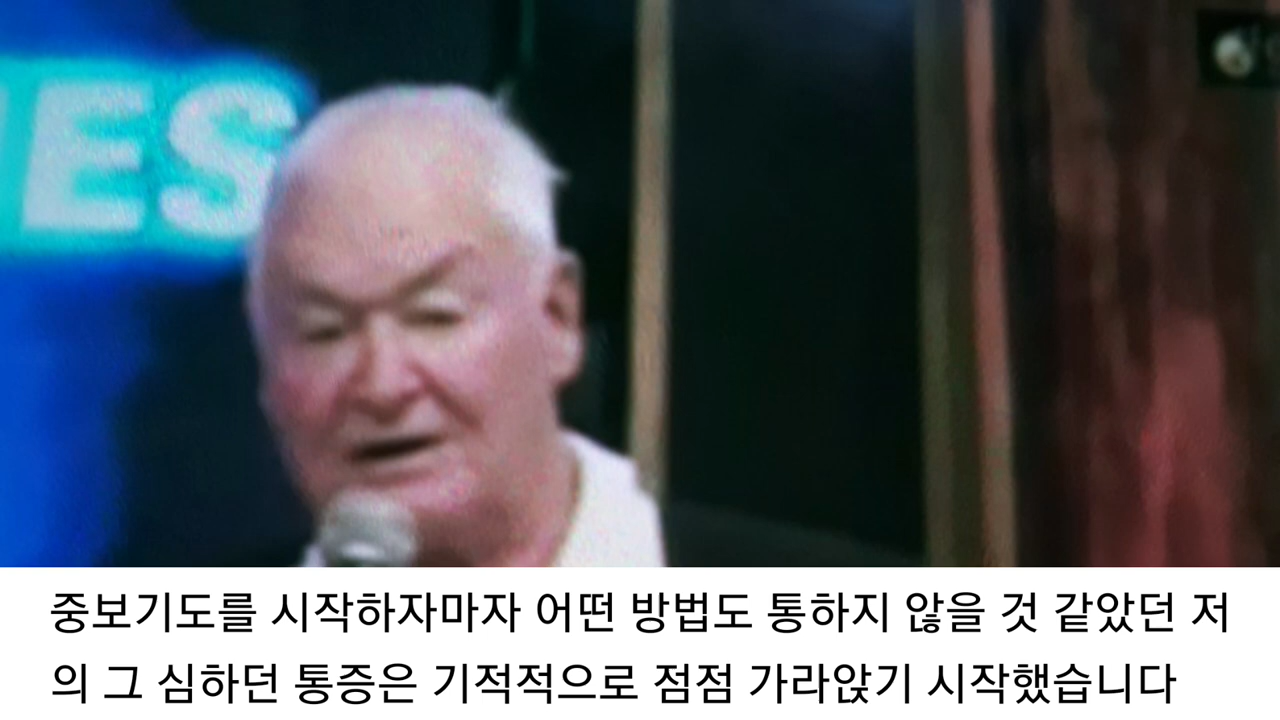 ES
중보기도를 시작하자마자 어떤 방법도 통하지 않을 것 같았던 저
의 그 심하던 통증은 기적적으로 점점 가라앉기 시작했습니다